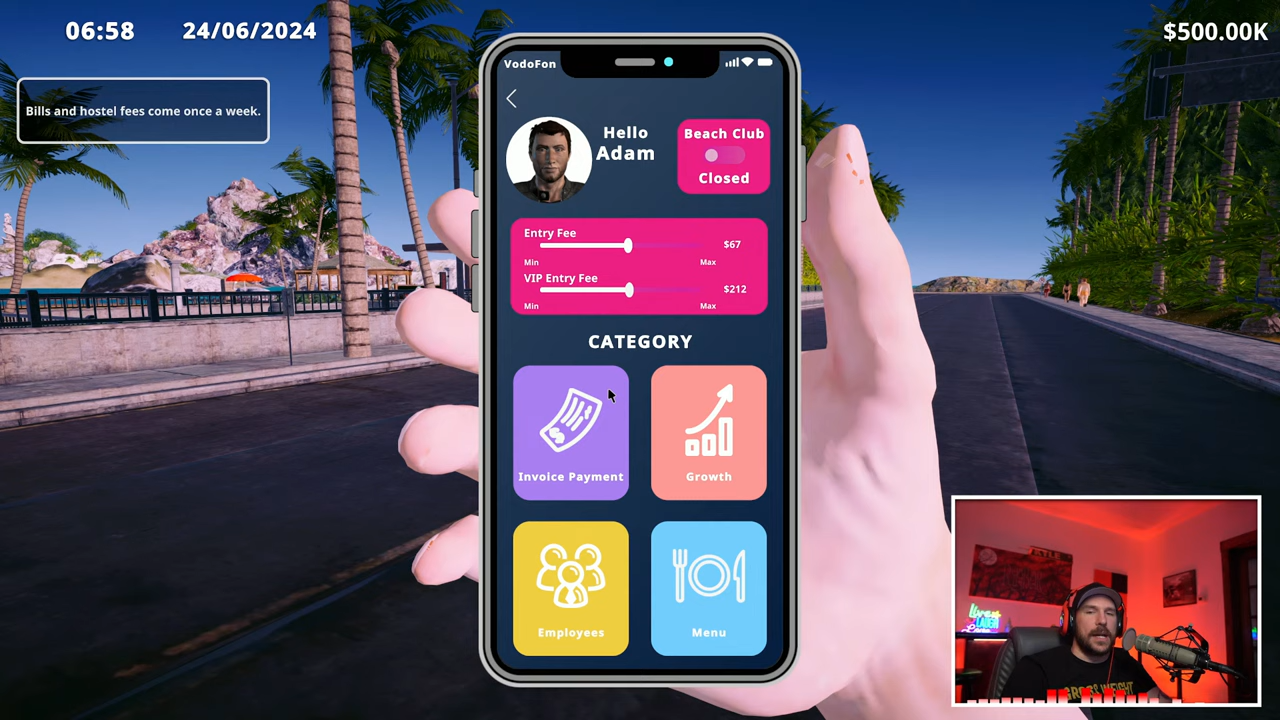 06:58
24/06/2024
$500.00K
Bills and hostel fees come once a week.
VodoFon
Hello
Adam
Beach Club
Closed
Entry Fee
$67
Min
Max
VIP Entry Fee
$212
Min
Max
CATEGORY
Invoice Payment
Growth
Employees
Menu